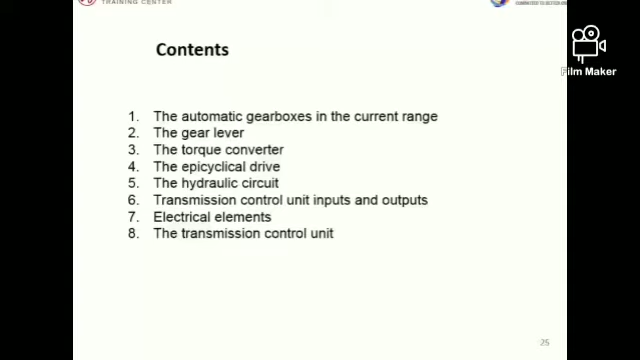 TRAINING CENTER
Contents
Film Maker
1. The automatic gearboxes in the current range
2. The gear lever
3. The torque converter
4. The epicyclical drive
5. The hydraulic circuit
6. Transmission control unit inputs and outputs
7. Electrical elements
8. The transmission control unit
25